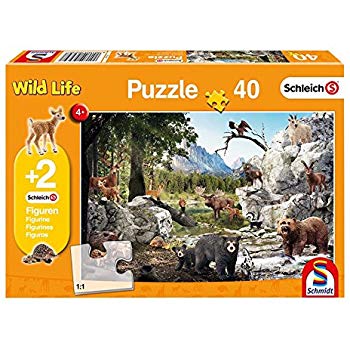 Wild Life
Puzzle 40
Schleich S
4+
+2
Schleich S
Figuren
Figurine
Figurines
Figuras
1:1
Schmidt
40